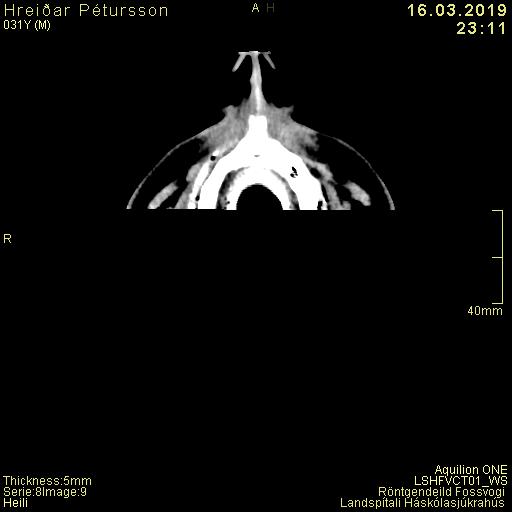 Hreiðar Pétursson
031Y (M)
A H
16.03.2019
23:11
R
40mm
Thickness:5mm
Serie:8Image:9
Heili
Aquilion ONE
LSHFVCT01_WS
Röntgendeild Fossvogi
Landspítali Háskólasjúkrahús